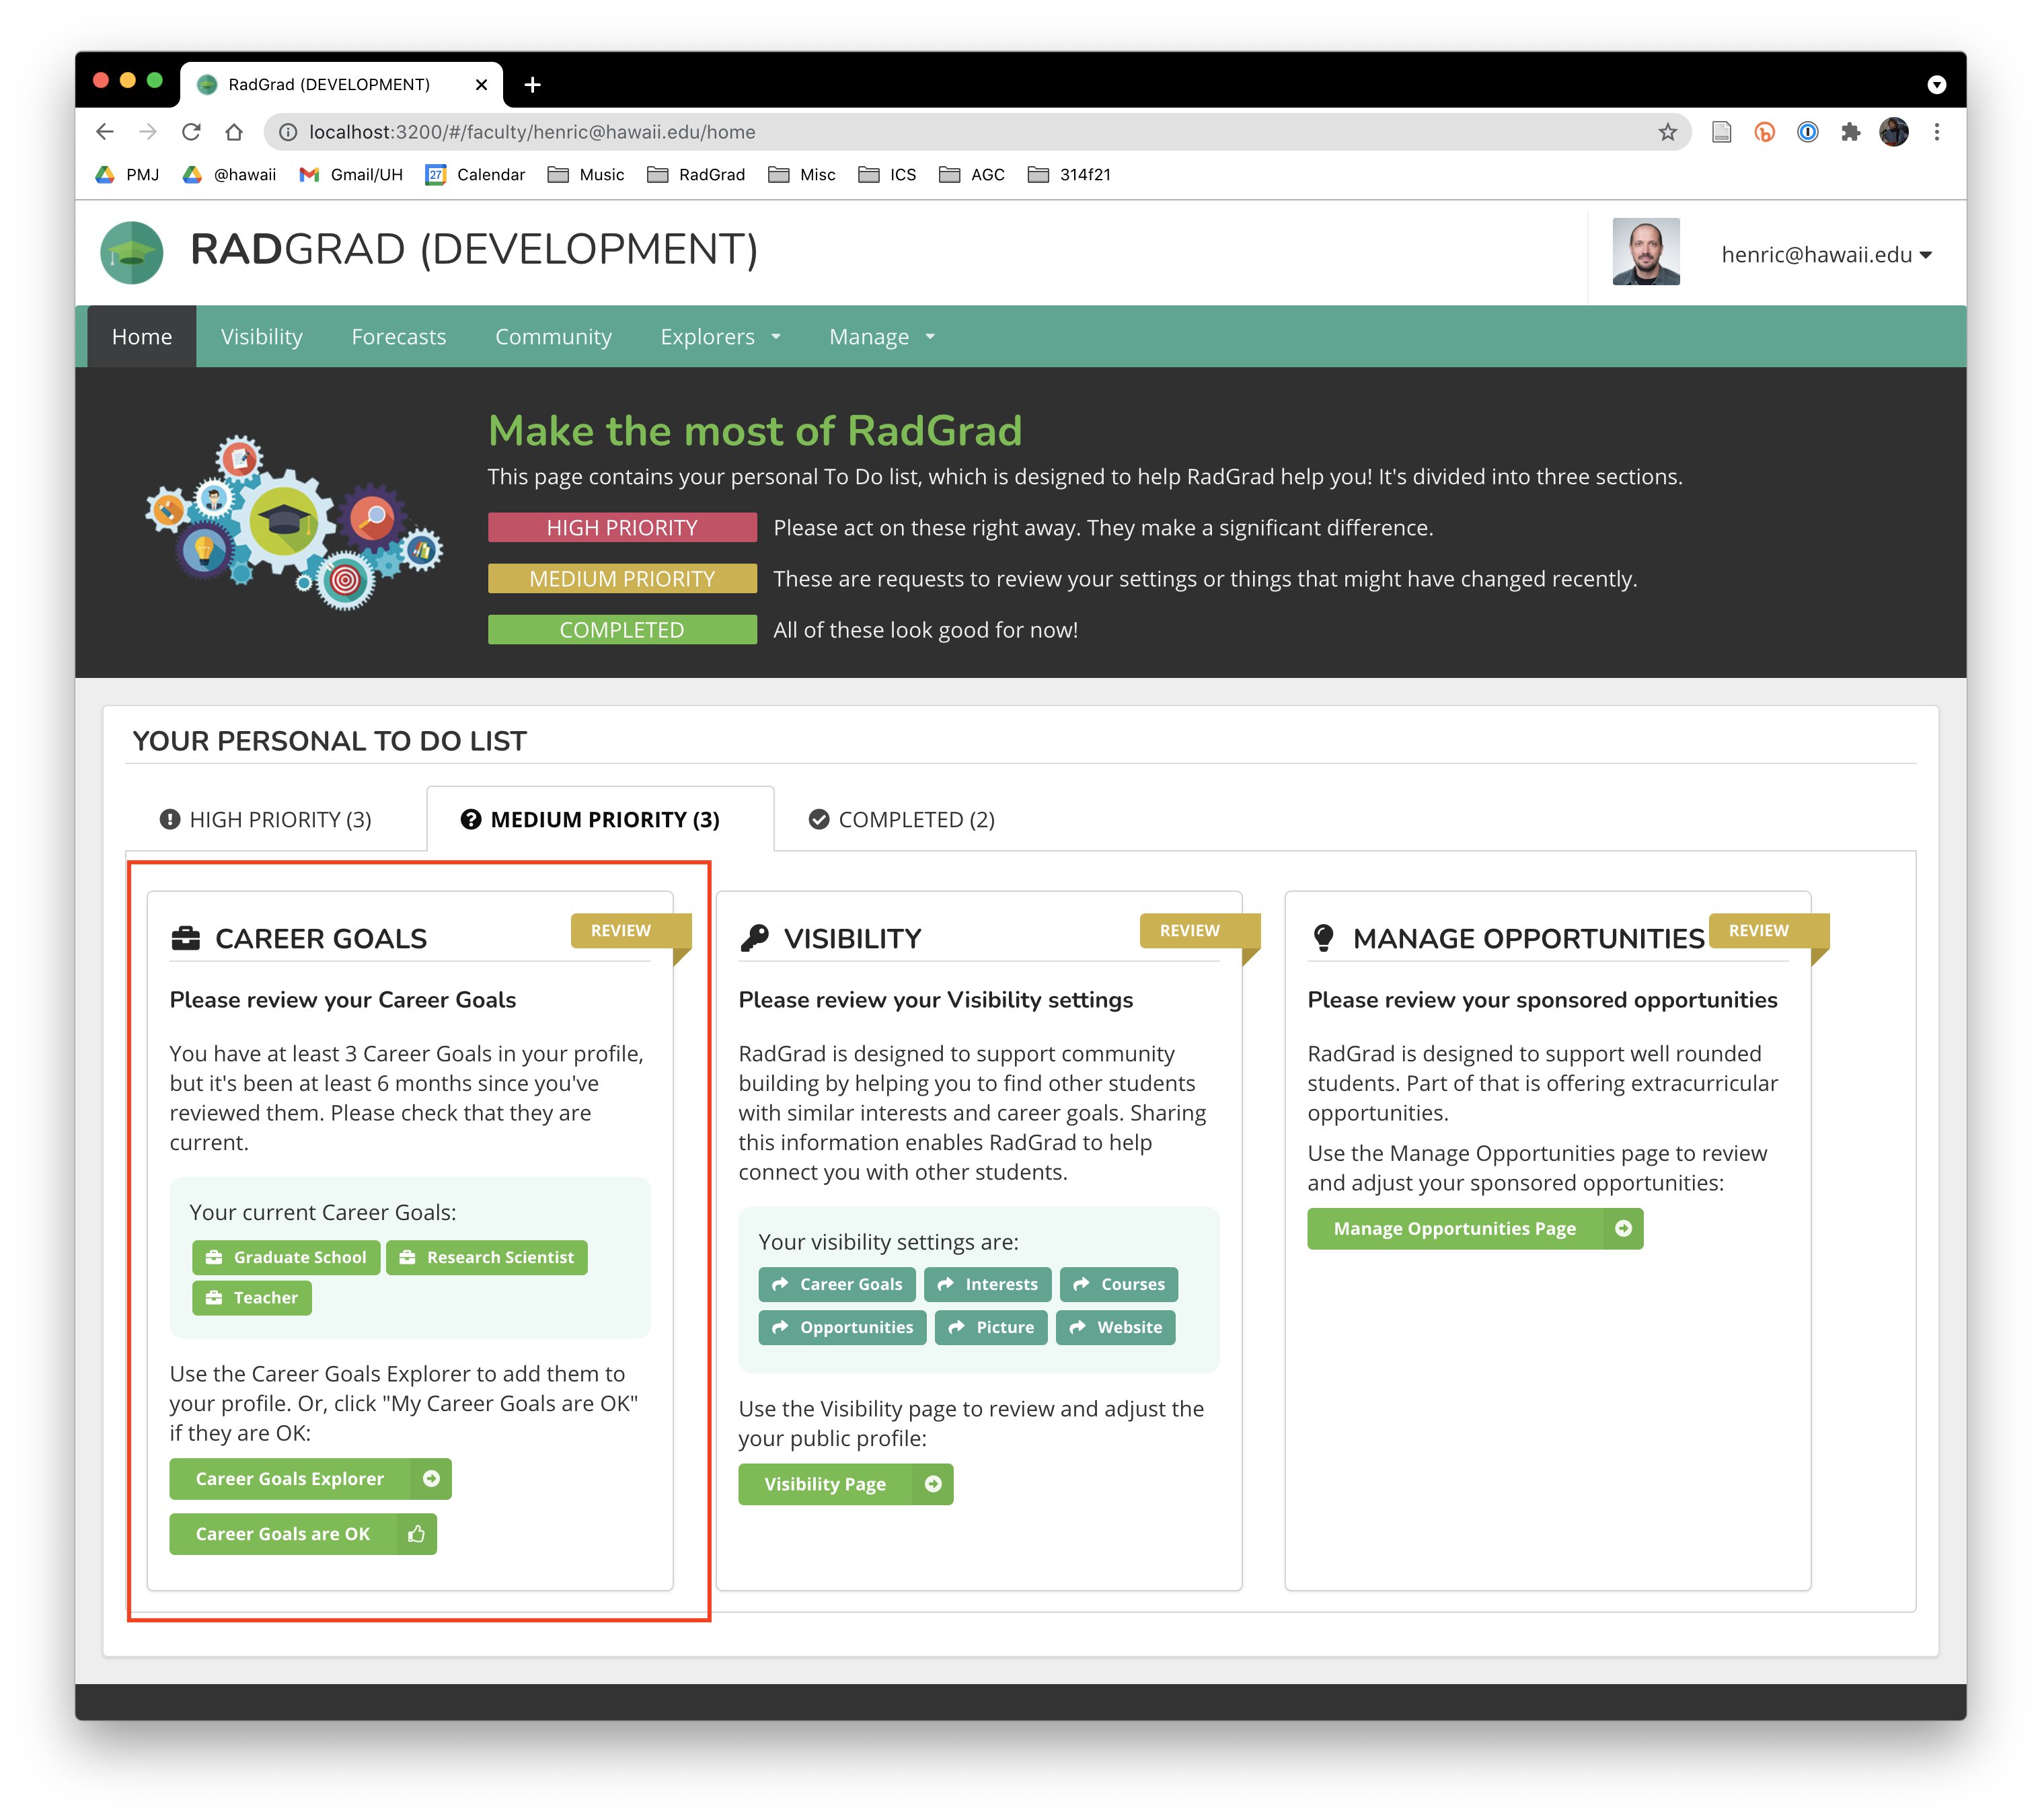 RadGrad (DEVELOPMENT)
localhost:3200/#/faculty/henric@hawaii.edu/home
PMJ @hawaii Gmail/UH 27 Calendar Music RadGrad Misc ICS AGC 314f21
RADGRAD (DEVELOPMENT)
henric@hawaii.edu
Home Visibility Forecasts Community Explorers Manage
Make the most of RadGrad
This page contains your personal To Do list, which is designed to help RadGrad help you! It's divided into three sections.
HIGH PRIORITY Please act on these right away. They make a significant difference.
MEDIUM PRIORITY These are requests to review your settings or things that might have changed recently.
COMPLETED All of these look good for now!
YOUR PERSONAL TO DO LIST
HIGH PRIORITY (3) MEDIUM PRIORITY (3) COMPLETED (2)
CAREER GOALS REVIEW
Please review your Career Goals
You have at least 3 Career Goals in your profile,
but it's been at least 6 months since you've
reviewed them. Please check that they are
current.
Your current Career Goals:
Graduate School Research Scientist
Teacher
Use the Career Goals Explorer to add them to
your profile. Or, click "My Career Goals are OK"
if they are OK:
Career Goals Explorer
Career Goals are OK
VISIBILITY REVIEW
Please review your Visibility settings
RadGrad is designed to support community
building by helping you to find other students
with similar interests and career goals. Sharing
this information enables RadGrad to help
connect you with other students.
Your visibility settings are:
Career Goals Interests Courses
Opportunities Picture Website
Use the Visibility page to review and adjust the
your public profile:
Visibility Page
MANAGE OPPORTUNITIES REVIEW
Please review your sponsored opportunities
RadGrad is designed to support well rounded
students. Part of that is offering extracurricular
opportunities.
Use the Manage Opportunities page to review
and adjust your sponsored opportunities:
Manage Opportunities Page